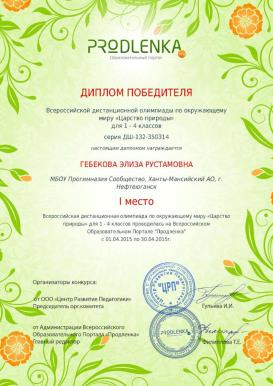 PRODLENKA
Образовательный портал
ДИПЛОМ ПОБЕДИТЕЛЯ
Всероссийской дистанционной олимпиады по окружающему
миру «Царство природы»
для 1 - 4 классов
серия ДШ-132-350314
настоящим дипломом награждается
ГЕБЕКОВА ЭЛИЗА РУСТАМОВНА
МБОУ Прогимназия Сообщество, Ханты-Мансийский АО, г.
Нефтеюганск
I место
Всероссийская дистанционная олимпиада по окружающему миру «Царство
природы» для 1 - 4 классов проводилась на Всероссийском
Образовательном Портале "Продленка"
с 01.04.2015 по 30.04.2015г.
Организаторы конкурса:
от ООО «Центр Развития Педагогики»
Председатель орг.комитета
"ЦРП"
Гульева И.И.
от Администрации Всероссийского
Образовательного Портала «Продленка»
Главный редактор
PRODLENKA
Филиппова Т.Е.